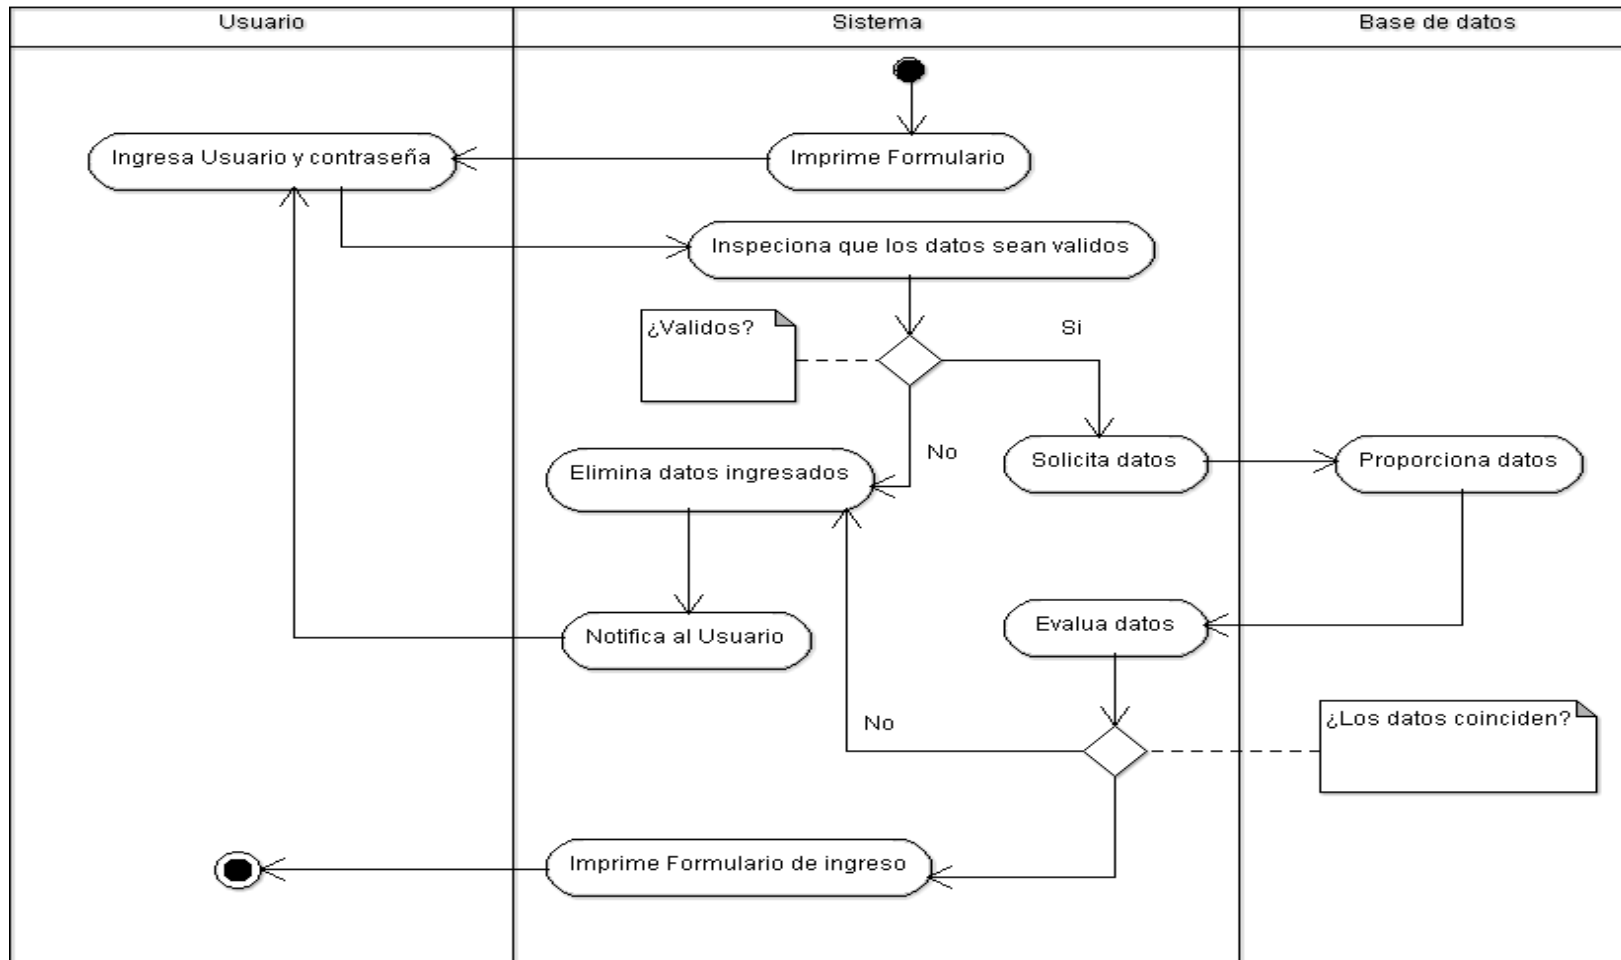 Usuario
Sistema
Base de datos
Ingresa Usuario y contraseña
Imprime Formulario
Inspeciona que los datos sean validos
¿Validos?
Si
No
Elimina datos ingresados
Solicita datos
Proporciona datos
Notifica al Usuario
Evalua datos
No
¿Los datos coinciden?
Imprime Formulario de ingreso